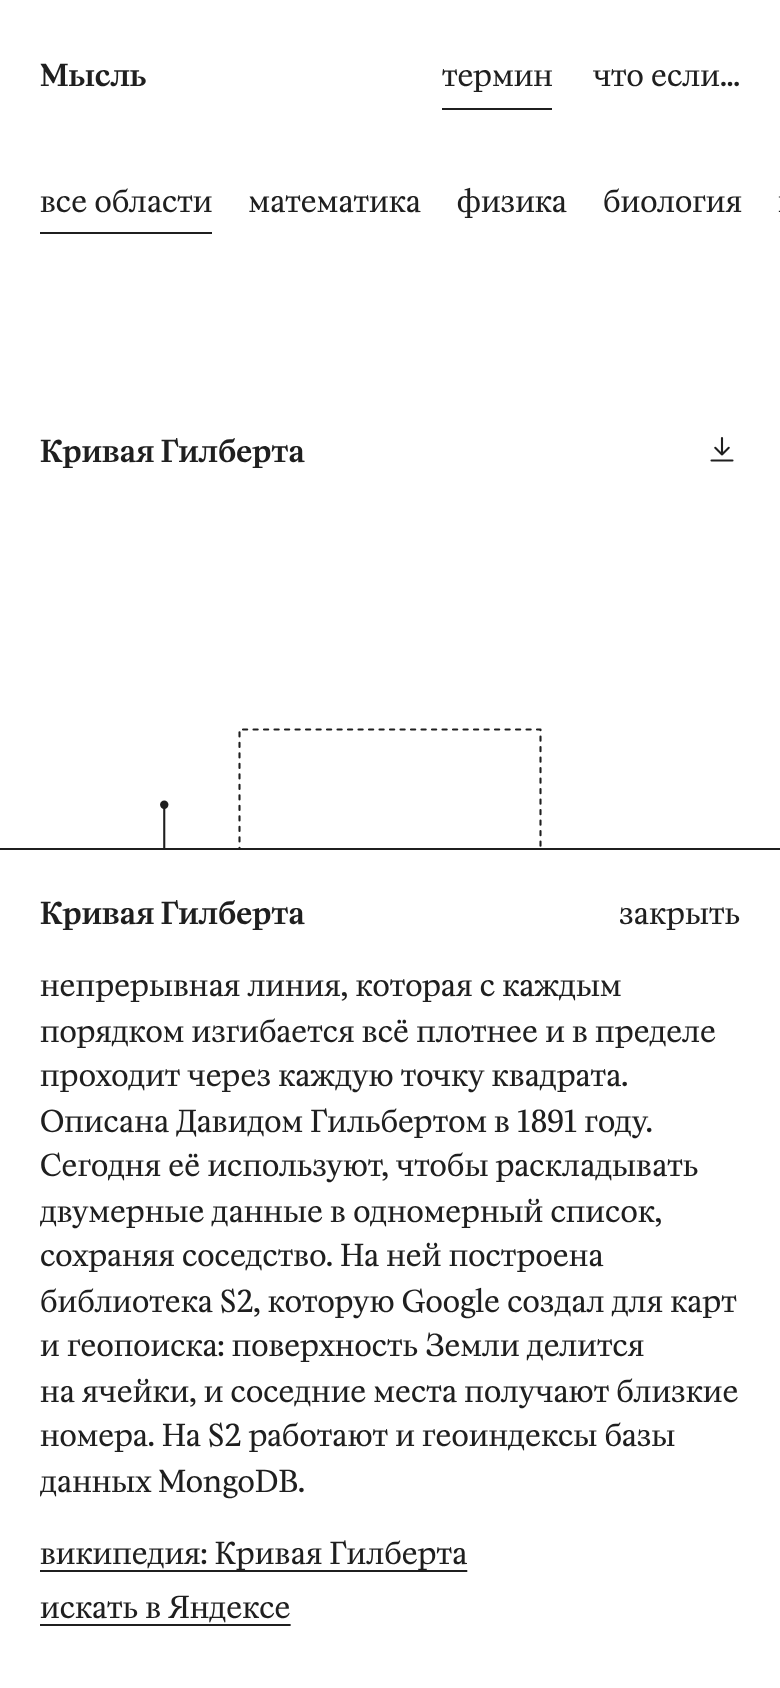 Мысль
термин
что если...
все области математика физика биология
Кривая Гилберта
Кривая Гилберта
закрыть
непрерывная линия, которая с каждым
порядком изгибается всё плотнее и в пределе
проходит через каждую точку квадрата.
Описана Давидом Гильбертом в 1891 году.
Сегодня её используют, чтобы раскладывать
двумерные данные в одномерный список,
сохраняя соседство. На ней построена
библиотека S2, которую Google создал для карт
и геопоиска: поверхность Земли делится
на ячейки, и соседние места получают близкие
номера. На S2 работают и геоиндексы базы
данных MongoDB.
википедия: Кривая Гилберта
искать в Яндексе